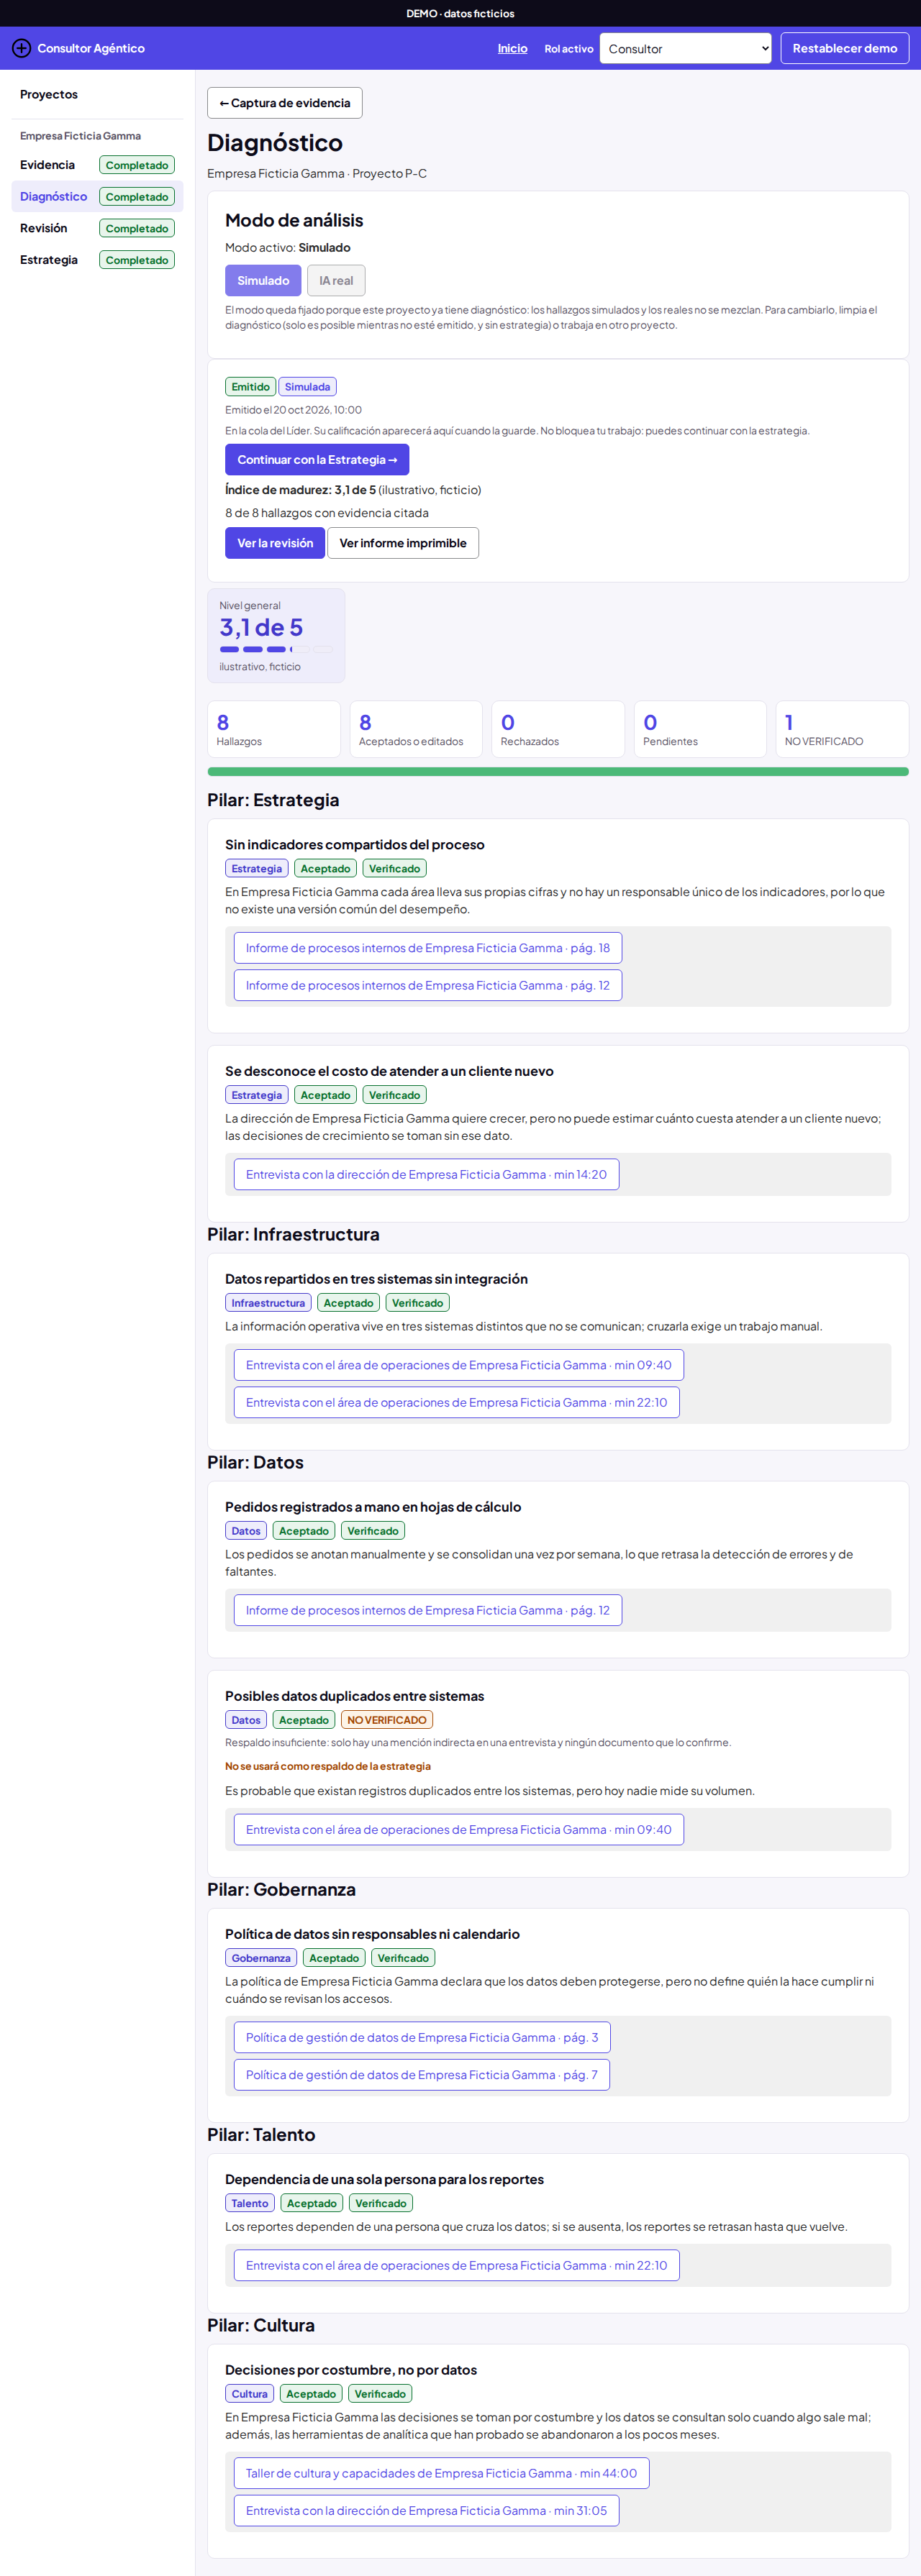 DEMO · datos ficticios
Consultor Agéntico
Inicio
Rol activo
Consultor
Restablecer demo
Proyectos
Empresa Ficticia Gamma
Evidencia
Completado
Diagnóstico
Completado
Revisión
Completado
Estrategia
Completado
← Captura de evidencia
Diagnóstico
Empresa Ficticia Gamma · Proyecto P-C
Modo de análisis
Modo activo: Simulado
Simulado
IA real
El modo queda fijado porque este proyecto ya tiene diagnóstico: los hallazgos simulados y los reales no se mezclan. Para cambiarlo, limpia el
diagnóstico (solo es posible mientras no esté emitido, y sin estrategia) o trabaja en otro proyecto.
Emitido
Simulada
Emitido el 20 oct 2026, 10:00
En la cola del Líder. Su calificación aparecerá aquí cuando la guarde. No bloquea tu trabajo: puedes continuar con la estrategia.
Continuar con la Estrategia →
Índice de madurez: 3,1 de 5 (ilustrativo, ficticio)
8 de 8 hallazgos con evidencia citada
Ver la revisión
Ver informe imprimible
Nivel general
3,1 de 5
ilustrativo, ficticio
8
Hallazgos
8
Aceptados o editados
0
Rechazados
0
Pendientes
1
NO VERIFICADO
Pilar: Estrategia
Sin indicadores compartidos del proceso
Estrategia
Aceptado
Verificado
En Empresa Ficticia Gamma cada área lleva sus propias cifras y no hay un responsable único de los indicadores, por lo que
no existe una versión común del desempeño.
Informe de procesos internos de Empresa Ficticia Gamma · pág. 18
Informe de procesos internos de Empresa Ficticia Gamma · pág. 12
Se desconoce el costo de atender a un cliente nuevo
Estrategia
Aceptado
Verificado
La dirección de Empresa Ficticia Gamma quiere crecer, pero no puede estimar cuánto cuesta atender a un cliente nuevo;
las decisiones de crecimiento se toman sin ese dato.
Entrevista con la dirección de Empresa Ficticia Gamma · min 14:20
Pilar: Infraestructura
Datos repartidos en tres sistemas sin integración
Infraestructura
Aceptado
Verificado
La información operativa vive en tres sistemas distintos que no se comunican; cruzarla exige un trabajo manual.
Entrevista con el área de operaciones de Empresa Ficticia Gamma · min 09:40
Entrevista con el área de operaciones de Empresa Ficticia Gamma · min 22:10
Pilar: Datos
Pedidos registrados a mano en hojas de cálculo
Datos
Aceptado
Verificado
Los pedidos se anotan manualmente y se consolidan una vez por semana, lo que retrasa la detección de errores y de
faltantes.
Informe de procesos internos de Empresa Ficticia Gamma · pág. 12
Posibles datos duplicados entre sistemas
Datos
Aceptado
NO VERIFICADO
Respaldo insuficiente: solo hay una mención indirecta en una entrevista y ningún documento que lo confirme.
No se usará como respaldo de la estrategia
Es probable que existan registros duplicados entre los sistemas, pero hoy nadie mide su volumen.
Entrevista con el área de operaciones de Empresa Ficticia Gamma · min 09:40
Pilar: Gobernanza
Política de datos sin responsables ni calendario
Gobernanza
Aceptado
Verificado
La política de Empresa Ficticia Gamma declara que los datos deben protegerse, pero no define quién la hace cumplir ni
cuándo se revisan los accesos.
Política de gestión de datos de Empresa Ficticia Gamma · pág. 3
Política de gestión de datos de Empresa Ficticia Gamma · pág. 7
Pilar: Talento
Dependencia de una sola persona para los reportes
Talento
Aceptado
Verificado
Los reportes dependen de una persona que cruza los datos; si se ausenta, los reportes se retrasan hasta que vuelve.
Entrevista con el área de operaciones de Empresa Ficticia Gamma · min 22:10
Pilar: Cultura
Decisiones por costumbre, no por datos
Cultura
Aceptado
Verificado
En Empresa Ficticia Gamma las decisiones se toman por costumbre y los datos se consultan solo cuando algo sale mal;
además, las herramientas de analítica que han probado se abandonaron a los pocos meses.
Taller de cultura y capacidades de Empresa Ficticia Gamma · min 44:00
Entrevista con la dirección de Empresa Ficticia Gamma · min 31:05